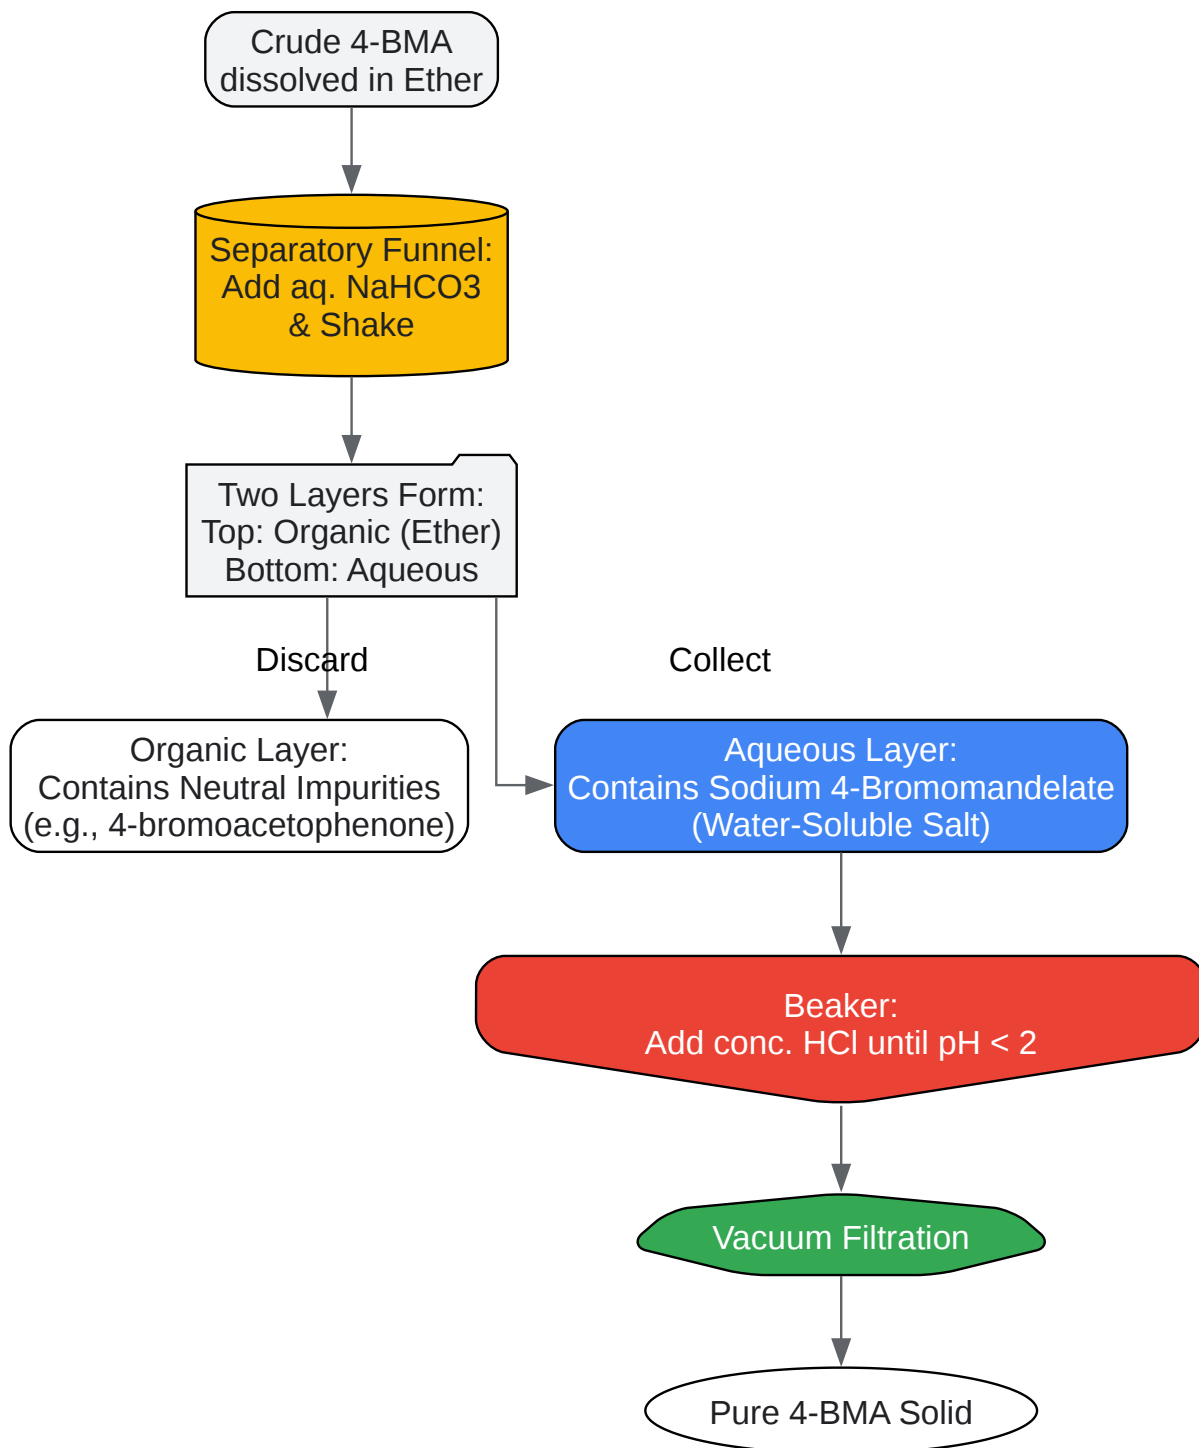 Crude 4-BMA
dissolved in Ether
Separatory Funnel:
Add aq. NaHCO3
& Shake
Two Layers Form:
Top: Organic (Ether)
Bottom: Aqueous
Discard
Collect
Organic Layer:
Contains Neutral Impurities
(e.g., 4-bromoacetophenone)
Aqueous Layer:
Contains Sodium 4-Bromomandelate
(Water-Soluble Salt)
Beaker:
Add conc. HCl until pH < 2
Vacuum Filtration
Pure 4-BMA Solid